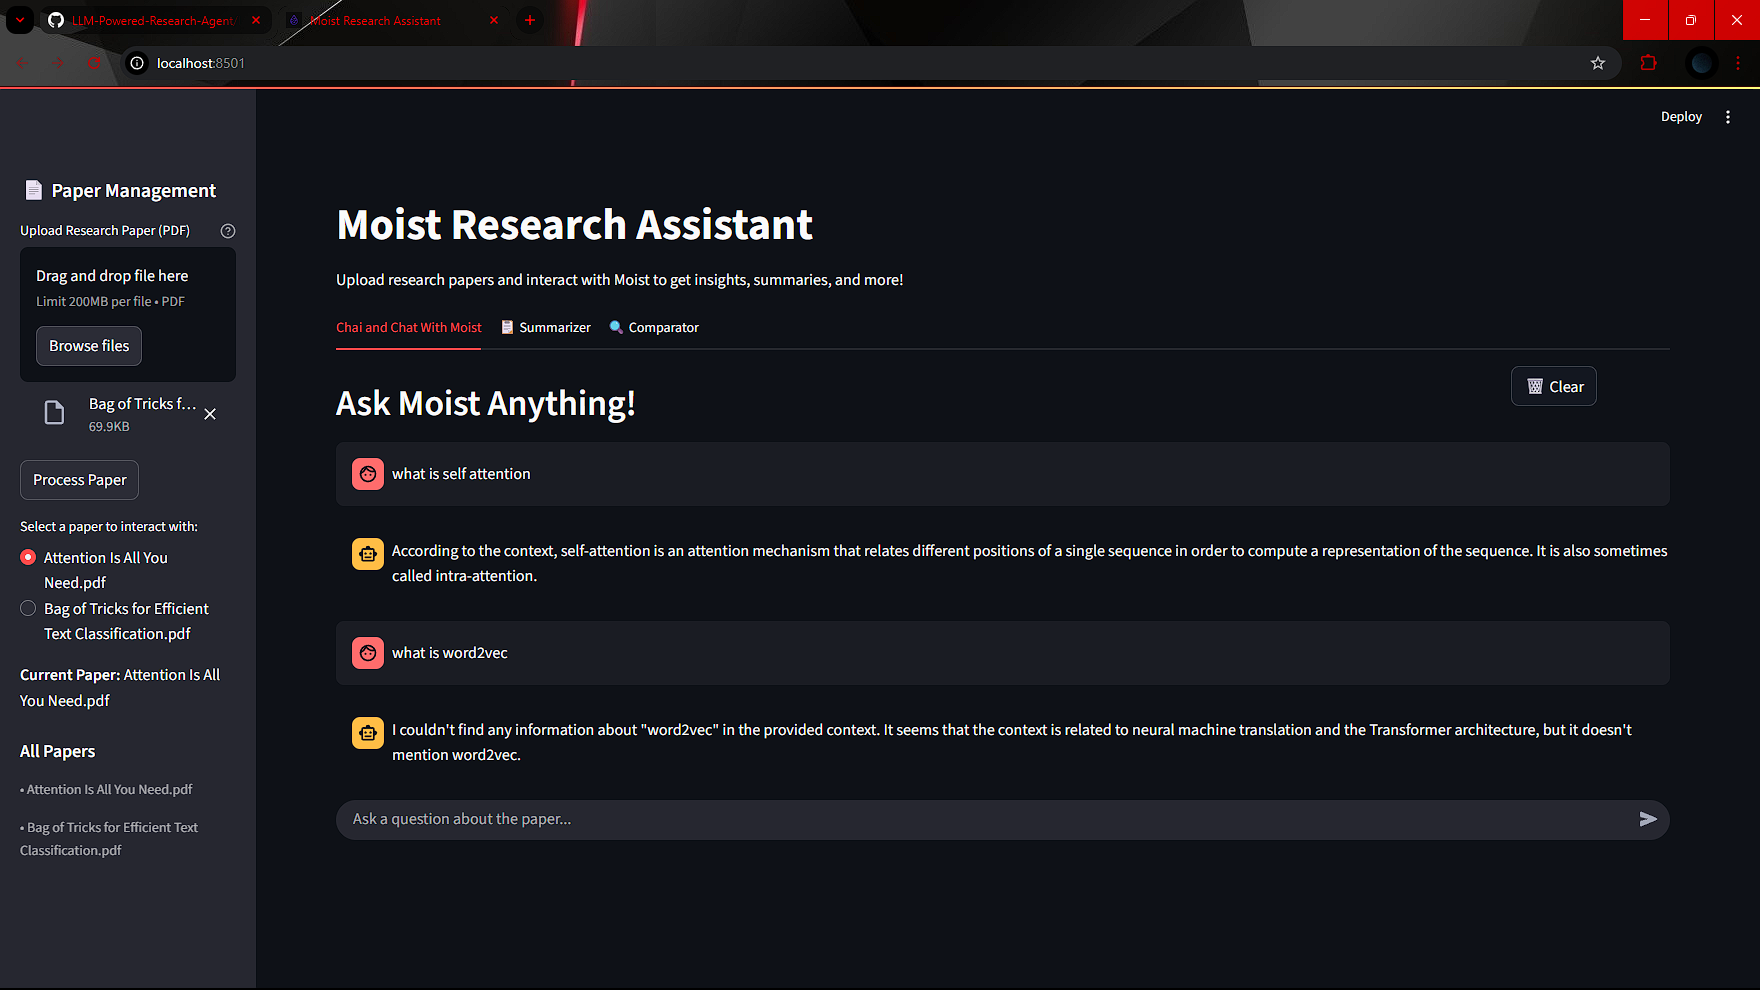 LLM-Powered-Research-Agent/
Moist Research Assistant
localhost:8501
Deploy
Paper Management
Upload Research Paper (PDF)
Drag and drop file here
Limit 200MB per file • PDF
Browse files
Bag of Tricks f...
69.9KB
Process Paper
Select a paper to interact with:
Attention Is All You
Need.pdf
Bag of Tricks for Efficient
Text Classification.pdf
Current Paper: Attention Is All
You Need.pdf
All Papers
• Attention Is All You Need.pdf
• Bag of Tricks for Efficient Text
Classification.pdf
Moist Research Assistant
Upload research papers and interact with Moist to get insights, summaries, and more!
Chai and Chat With Moist
Summarizer
Comparator
Ask Moist Anything!
Clear
what is self attention
According to the context, self-attention is an attention mechanism that relates different positions of a single sequence in order to compute a representation of the sequence. It is also sometimes
called intra-attention.
what is word2vec
I couldn't find any information about "word2vec" in the provided context. It seems that the context is related to neural machine translation and the Transformer architecture, but it doesn't
mention word2vec.
Ask a question about the paper...